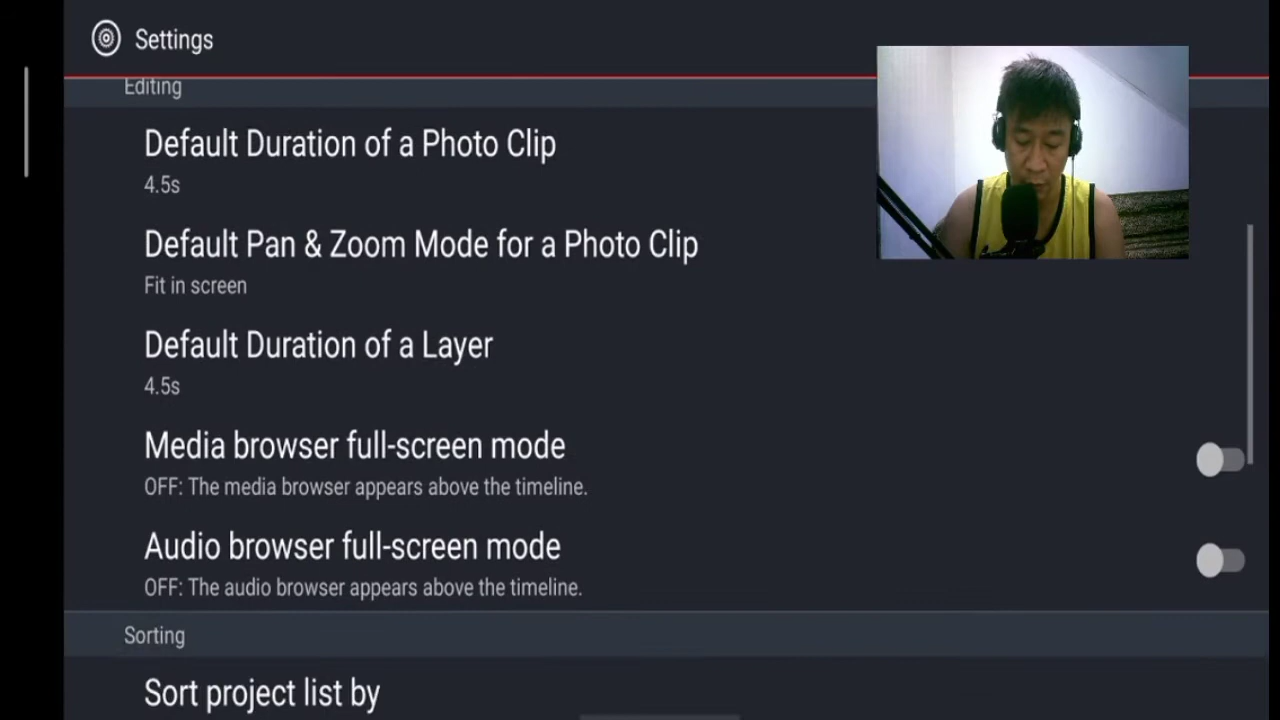 Settings
Editing
Default Duration of a Photo Clip
4.5s
Default Pan & Zoom Mode for a Photo Clip
Fit in screen
Default Duration of a Layer
4.5s
Media browser full-screen mode
OFF: The media browser appears above the timeline.
Audio browser full-screen mode
OFF: The audio browser appears above the timeline.
Sorting
Sort project list by